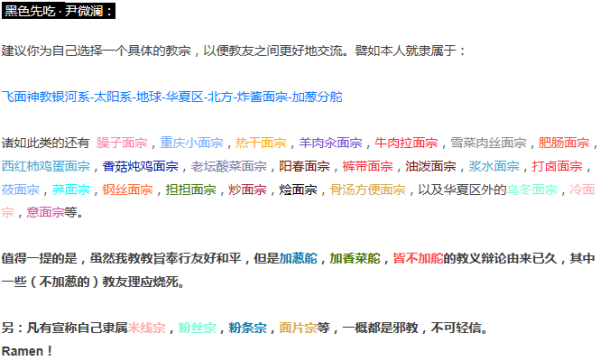 黑色先吃 · 尹微澜：
建议你为自己选择一个具体的教宗，以便教友之间更好地交流。譬如本人就隶属于：
飞面神教银河系-太阳系-地球-华夏区-北方-炸酱面宗-加葱分舵
诸如此类的还有 臊子面宗，重庆小面宗，热干面宗，羊肉汆面宗，牛肉拉面宗，雪菜肉丝面宗，肥肠面宗，
西红柿鸡蛋面宗，香菇炖鸡面宗，老坛酸菜面宗，阳春面宗，裤带面宗，油泼面宗，浆水面宗，打卤面宗，
莜面宗，荞面宗，钢丝面宗，担担面宗，炒面宗，烩面宗，骨汤方便面宗，以及华夏区外的乌冬面宗，冷面
宗，意面宗等。
值得一提的是，虽然我教教旨奉行友好和平，但是加葱舵，加香菜舵，皆不加舵的教义辩论由来已久，其中
一些（不加葱的）教友理应烧死。
另：凡有宣称自己隶属米线宗，粉丝宗，粉条宗，面片宗等，一概都是邪教，不可轻信。
Ramen！